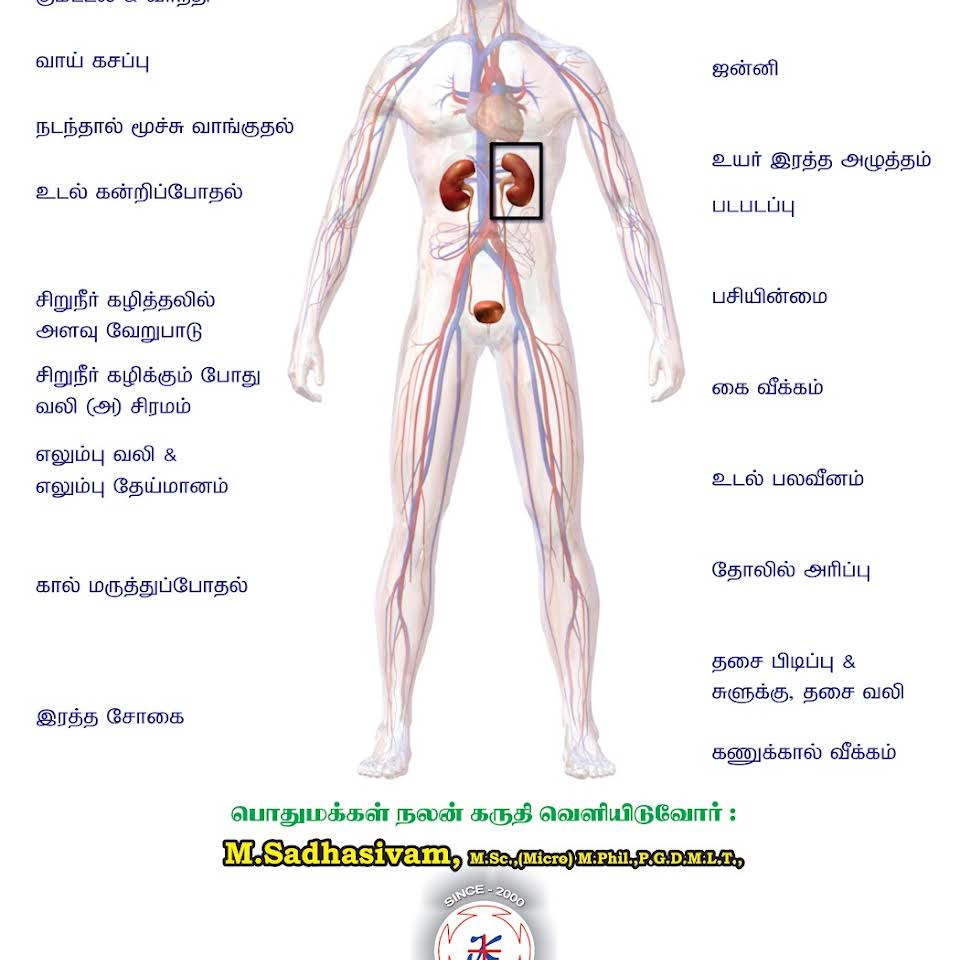 குமட்டல் & வாந்தி
வாய் கசப்பு
நடந்தால் மூச்சு வாங்குதல்
உடல் கன்றிப்போதல்
சிறுநீர் கழித்தலில்
அளவு வேறுபாடு
சிறுநீர் கழிக்கும் போது
வலி (அ) சிரமம்
எலும்பு வலி &
எலும்பு தேய்மானம்
கால் மருத்துப்போதல்
இரத்த சோகை
ஜன்னி
உயர் இரத்த அழுத்தம்
படபடப்பு
பசியின்மை
கை வீக்கம்
உடல் பலவீனம்
தோலில் அரிப்பு
தசை பிடிப்பு &
சுளுக்கு, தசை வலி
கணுக்கால் வீக்கம்
பொதுமக்கள் நலன் கருதி வெளியிடுவோர் :
M.Sadhasivam, M.Sc.,(Micro) M.Phil.,P.G.D.M.L.T.,
SINCE - 2000